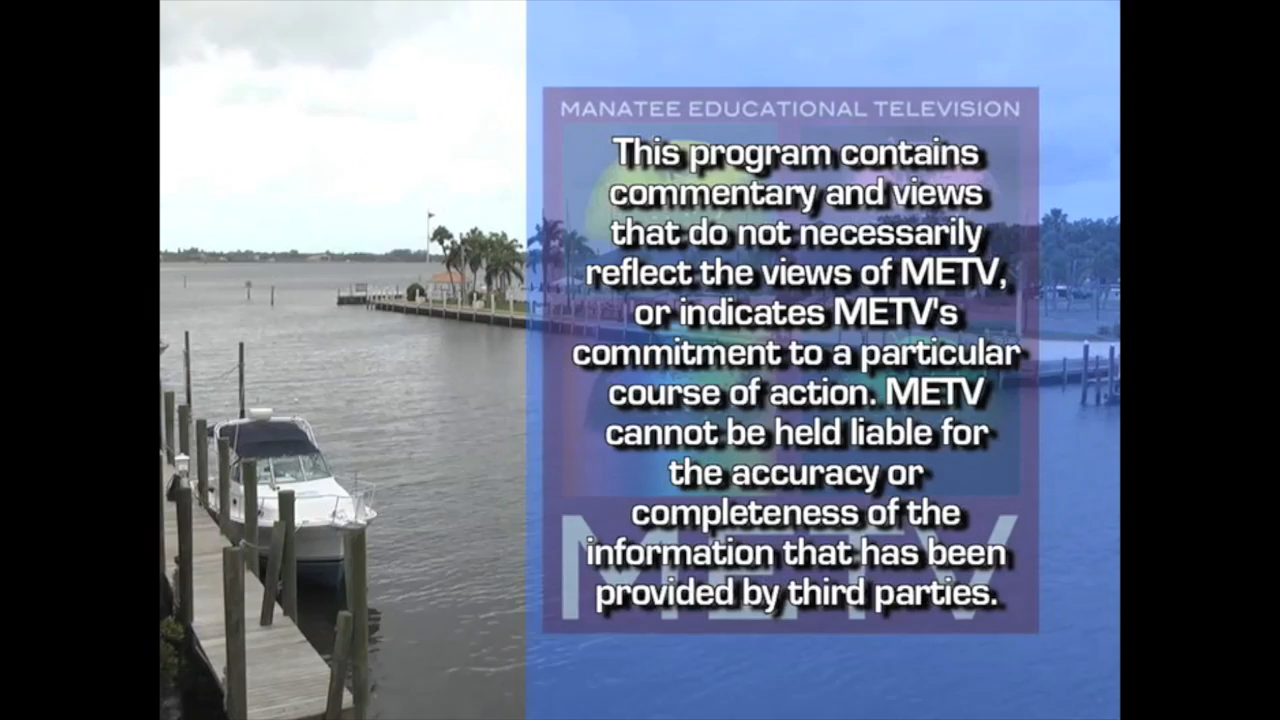 MANATEE EDUCATIONAL TELEVISION
This program contains
commentary and views
that do not necessarily
reflect the views of METV,
or indicates METV's
commitment to a particular
course of action. METV
cannot be held liable for
the accuracy or
completeness of the
information that has been
provided by third parties.
METV